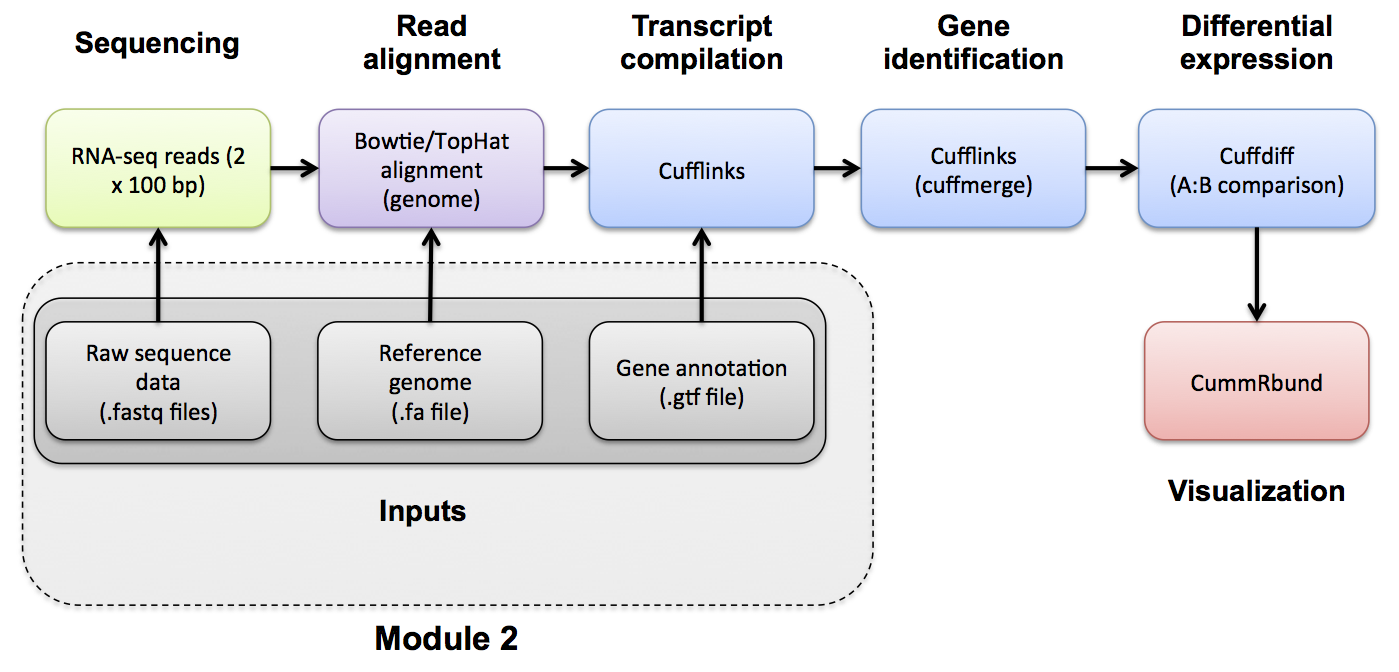 Sequencing
Read
alignment
Transcript
compilation
Gene
identification
Differential
expression
RNA-seq reads (2
x 100 bp)
Bowtie/TopHat
alignment
(genome)
Cufflinks
Cufflinks
(cuffmerge)
Cuffdiff
(A:B comparison)
Raw sequence
data
(.fastq files)
Reference
genome
(.fa file)
Gene annotation
(.gtf file)
CummRbund
Inputs
Visualization
Module 2